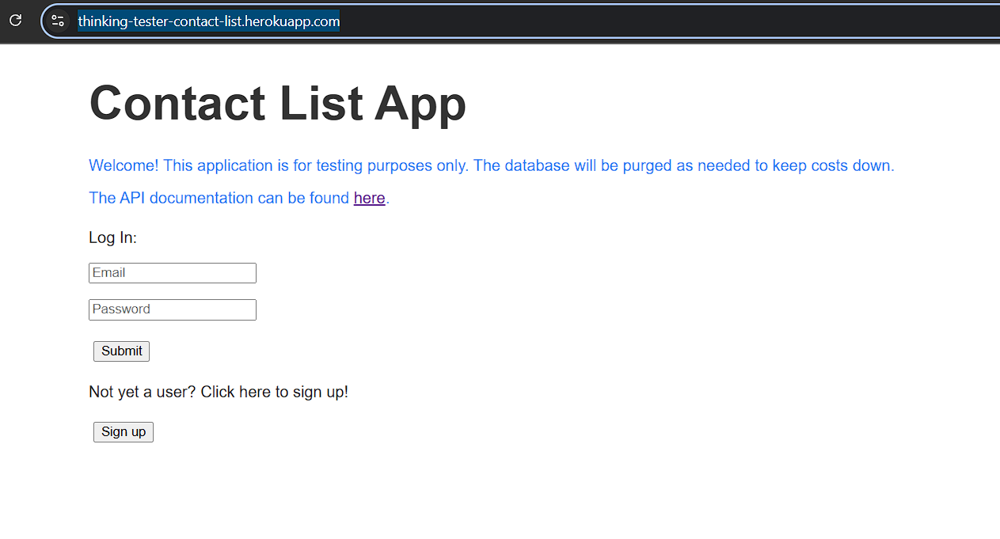 thinking-tester-contact-list.herokuapp.com
Contact List App
Welcome! This application is for testing purposes only. The database will be purged as needed to keep costs down.
The API documentation can be found here.
Log In:
Email
Password
Submit
Not yet a user? Click here to sign up!
Sign up